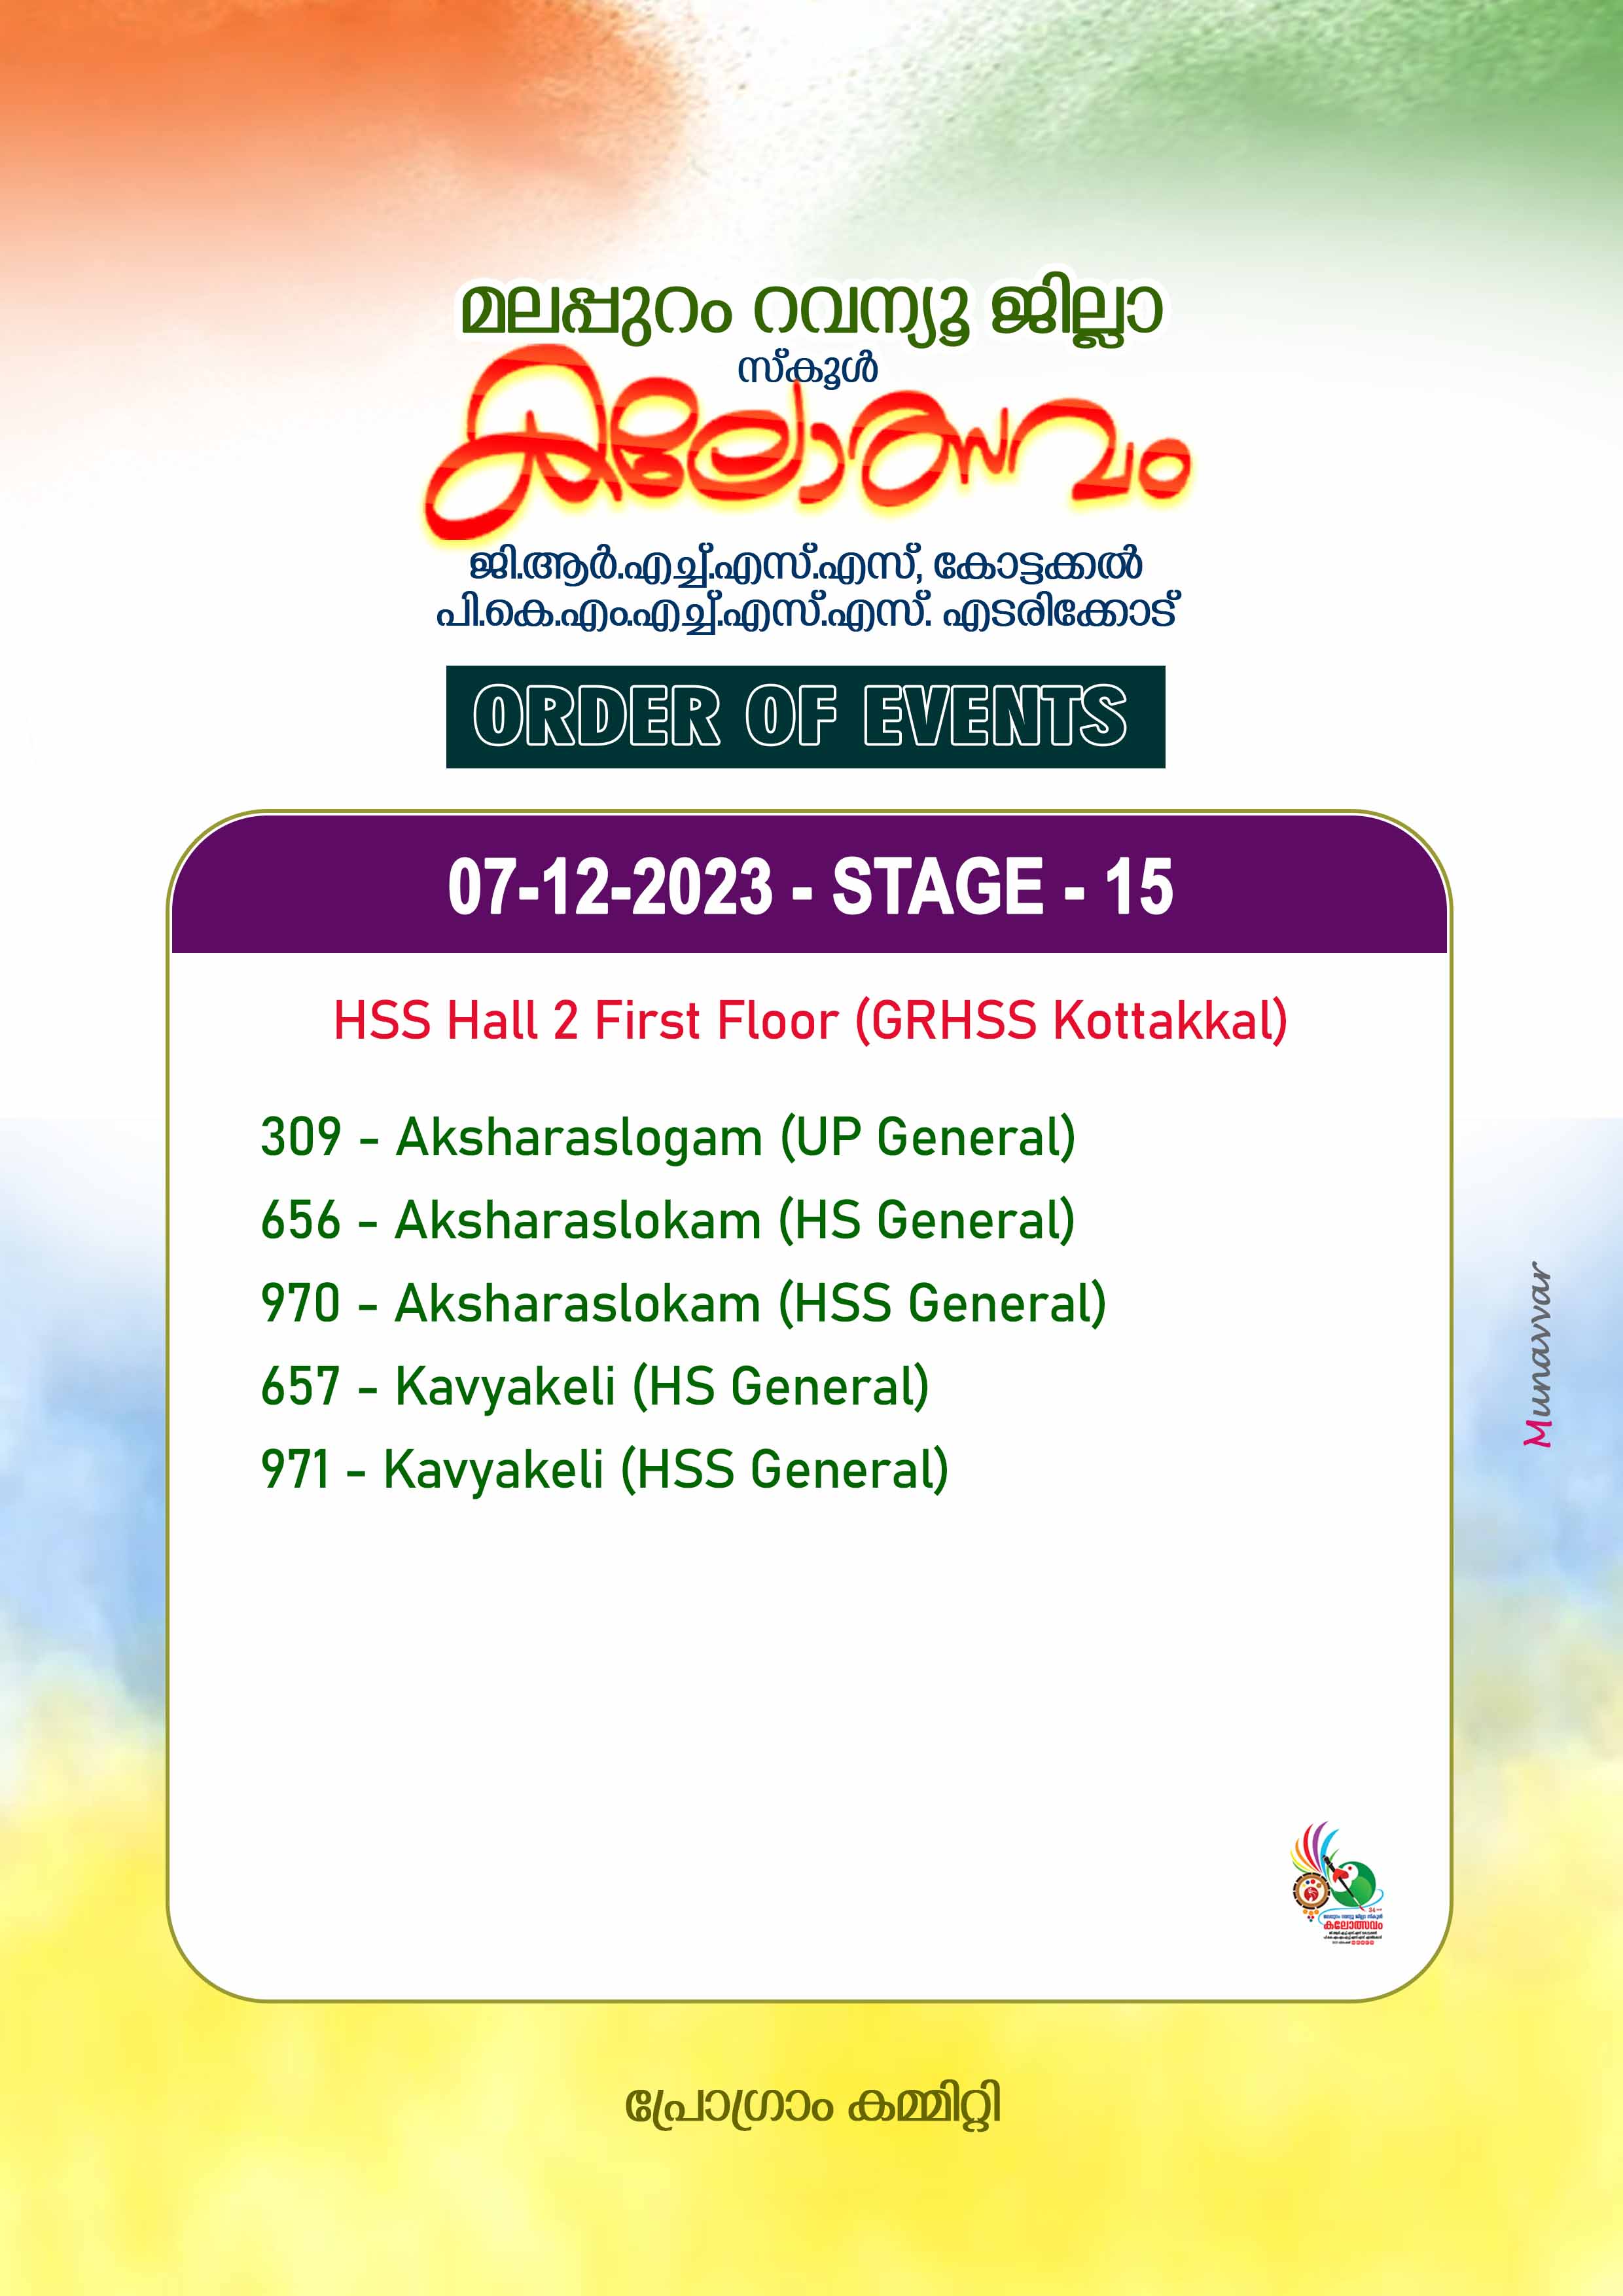 മലപ്പുറം റവന്യൂ ജില്ലാ
സ്കൂൾ
കലോത്സവം
ജി.ആർ.എച്ച്.എസ്.എസ്, കോട്ടക്കൽ
പി.കെ.എം.എച്ച്.എസ്.എസ്. എടരിക്കോട്
ORDER OF EVENTS
07-12-2023 - STAGE - 15
HSS Hall 2 First Floor (GRHSS Kottakkal)
309 - Aksharaslogam (UP General)
656 - Aksharaslokam (HS General)
970 - Aksharaslokam (HSS General)
657 - Kavyakeli (HS General)
971 - Kavyakeli (HSS General)
Munavvar
കലോത്സവം
പ്രോഗ്രാം കമ്മിറ്റി